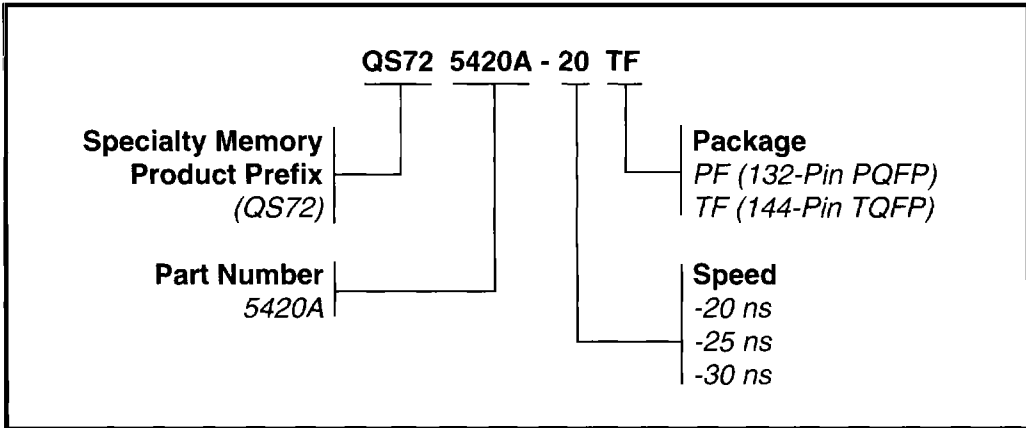 QS72 5420A - 20 TF
Specialty Memory
Product Prefix
(QS72)
Package
PF (132-Pin PQFP)
TF (144-Pin TQFP)
Part Number
5420A
Speed
-20 ns
-25 ns
-30 ns